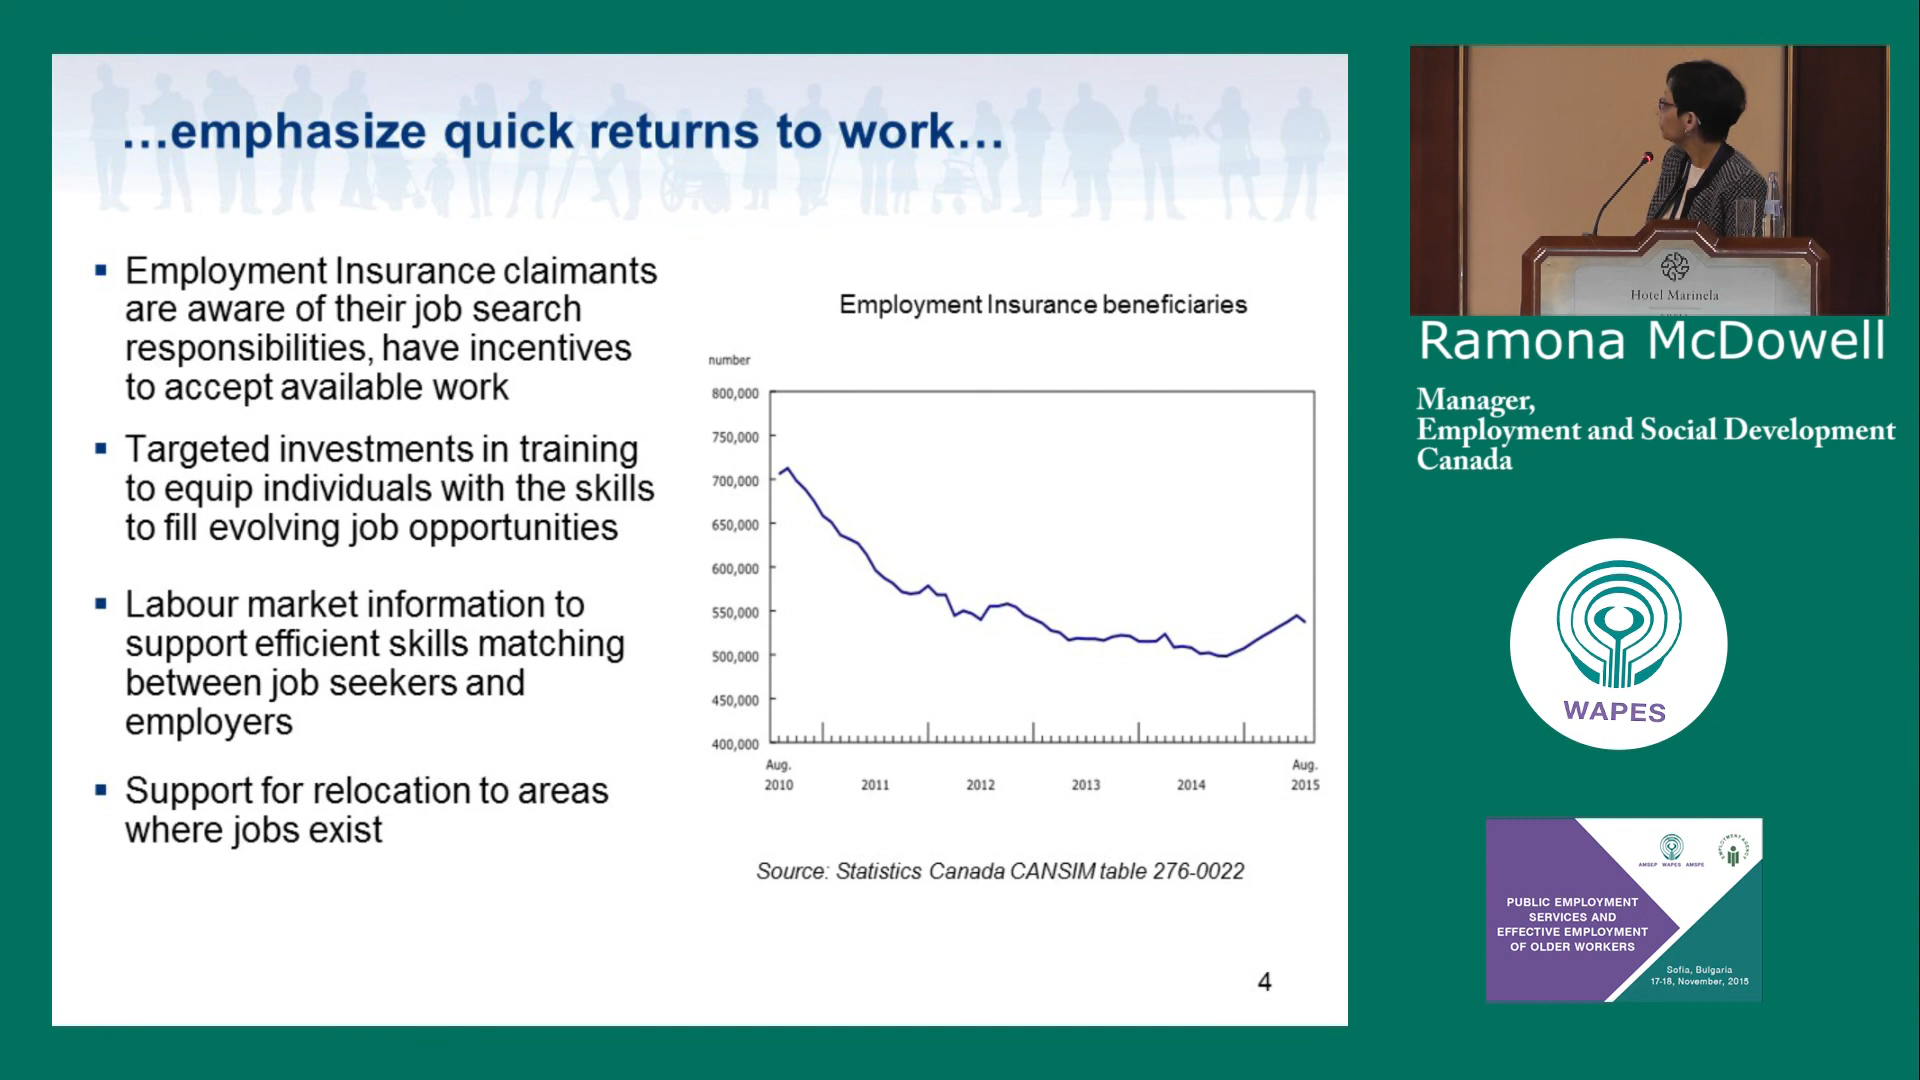 ...emphasize quick returns to work...
▪ Employment Insurance claimants
are aware of their job search
responsibilities, have incentives
to accept available work
▪ Targeted investments in training
to equip individuals with the skills
to fill evolving job opportunities
▪ Labour market information to
support efficient skills matching
between job seekers and
employers
▪ Support for relocation to areas
where jobs exist
Employment Insurance beneficiaries
number
800,000
750,000
700,000
650,000
600,000
550,000
500,000
450,000
400,000
Aug. Aug.
2010 2011 2012 2013 2014 2015
Source: Statistics Canada CANSIM table 276-0022
4
Hotel Marinela
Ramona McDowell
Manager,
Employment and Social Development
Canada
WAPES
AMSEP WAPES AMSPE
EMPLOYMENT AGENCY
PUBLIC EMPLOYMENT
SERVICES AND
EFFECTIVE EMPLOYMENT
OF OLDER WORKERS
Sofia, Bulgaria
17-18, November, 2015